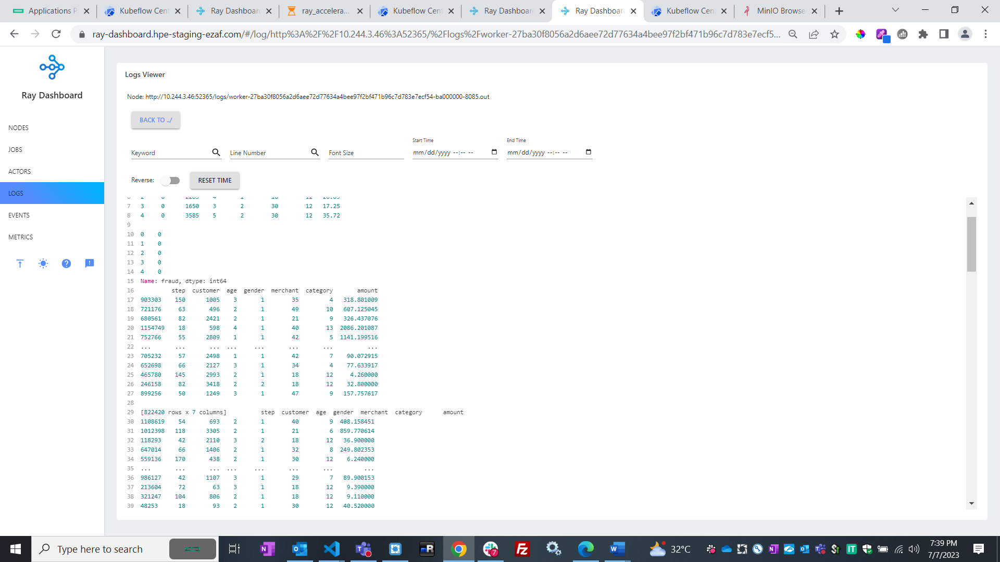 Applications P
Kubeflow Cent
Ray Dashboard
ray_accelera...
Kubeflow Cent
Ray Dashboard
Ray Dashboard
Kubeflow Cent
MinIO Browse
ray-dashboard.hpe-staging-ezaf.com/#/log/http%3A%2F%2F10.244.3.46%3A52365/%2Flogs%2Fworker-27ba30f8056a2d6aee72d77634a4bee97f2bf471b96c7d783e7ecf5...
Ray Dashboard
NODES
JOBS
ACTORS
LOGS
EVENTS
METRICS
Logs Viewer
Node: http://10.244.3.46:52365/logs/worker-27ba30f8056a2d6aee72d77634a4bee97f2bf471b96c7d783e7ecf54-ba000000-8085.out
BACK TO ../
Start Time End Time
Keyword Line Number Font Size mm/dd/yyyy --:-- -- mm/dd/yyyy --:-- --
Reverse: RESET TIME
7 3 0 1650 3 2 30 12 17.25
8 4 0 3585 5 2 30 12 35.72
9
10 0 0
11 1 0
12 2 0
13 3 0
14 4 0
15 Name: fraud, dtype: int64
16 step customer age gender merchant category amount
17 903303 150 1005 3 1 35 4 318.801009
18 721176 63 496 2 1 49 10 607.125045
19 680561 82 2421 2 1 21 9 326.437076
20 1154749 18 598 4 1 40 13 2086.201087
21 752766 55 2809 1 1 42 5 1141.199516
22 ... ... ... ... ... ... ... ...
23 705232 57 2498 1 1 42 7 90.072915
24 652698 66 2127 3 1 34 4 77.633917
25 465780 145 2993 2 1 18 12 4.260000
26 246158 82 3418 2 2 18 12 32.800000
27 899256 50 1249 3 1 47 9 157.757617
28
29 [822420 rows x 7 columns] step customer age gender merchant category amount
30 1108619 54 693 2 1 40 9 408.158451
31 1012398 118 3305 2 1 21 6 859.770614
32 118293 42 2110 3 2 18 12 36.900000
33 647014 66 1406 2 1 32 8 249.802353
34 559136 170 438 2 1 30 12 6.240000
35 ... ... ... ... ... ... ... ...
36 986127 42 1107 3 1 29 7 89.900153
37 213604 72 63 3 1 18 12 9.390000
38 321247 104 806 2 1 18 12 9.110000
39 48253 18 93 2 1 30 12 40.520000
Type here to search
32°C
7:39 PM
7/7/2023